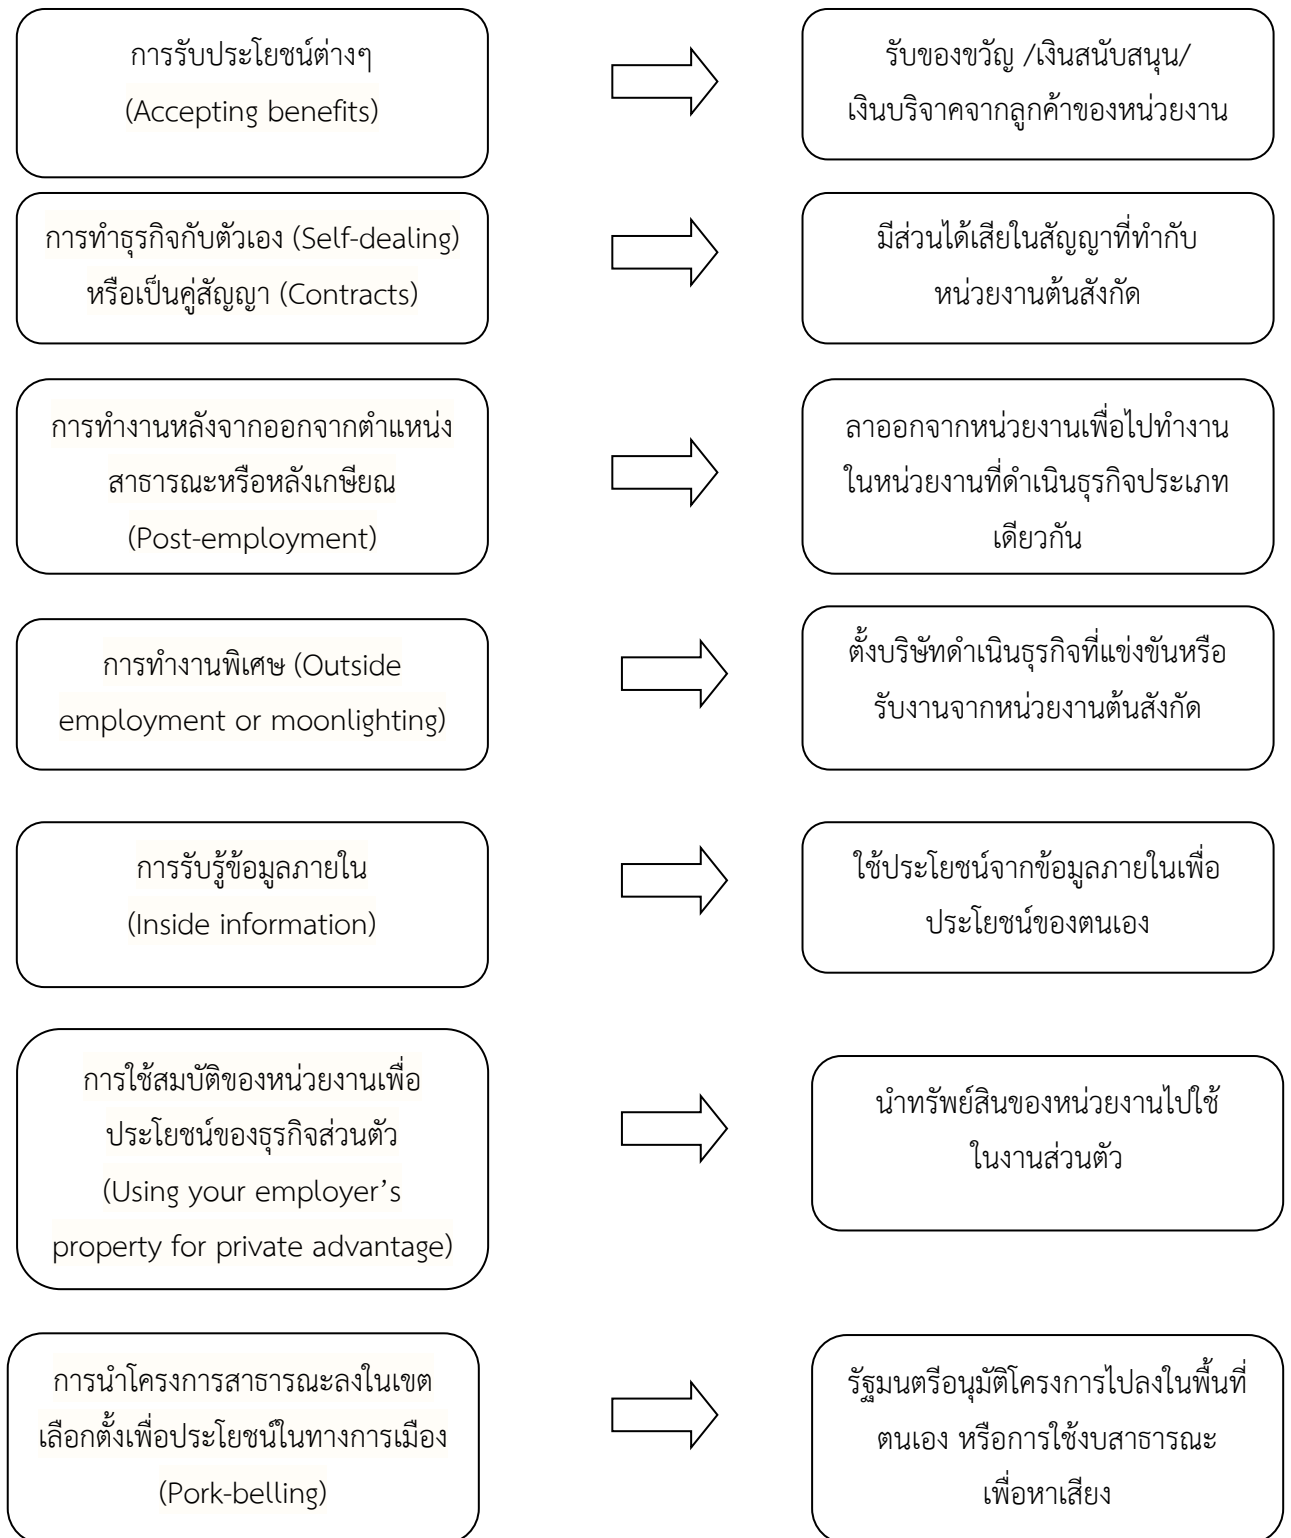 การรับประโยชน์ต่างๆ
(Accepting benefits)
รับของขวัญ /เงินสนับสนุน/
เงินบริจาคจากลูกค้าของหน่วยงาน
การทำธุรกิจกับตัวเอง (Self-dealing)
หรือเป็นคู่สัญญา (Contracts)
มีส่วนได้เสียในสัญญาที่ทำกับ
หน่วยงานต้นสังกัด
การทำงานหลังจากออกจากตำแหน่ง
สาธารณะหรือหลังเกษียณ
(Post-employment)
ลาออกจากหน่วยงานเพื่อไปทำงาน
ในหน่วยงานที่ดำเนินธุรกิจประเภท
เดียวกัน
การทำงานพิเศษ (Outside
employment or moonlighting)
ตั้งบริษัทดำเนินธุรกิจที่แข่งขันหรือ
รับงานจากหน่วยงานต้นสังกัด
การรับรู้ข้อมูลภายใน
(Inside information)
ใช้ประโยชน์จากข้อมูลภายในเพื่อ
ประโยชน์ของตนเอง
การใช้สมบัติของหน่วยงานเพื่อ
ประโยชน์ของธุรกิจส่วนตัว
(Using your employer’s
property for private advantage)
นำทรัพย์สินของหน่วยงานไปใช้
ในงานส่วนตัว
การนำโครงการสาธารณะลงในเขต
เลือกตั้งเพื่อประโยชน์ในทางการเมือง
(Pork-belling)
รัฐมนตรีอนุมัติโครงการไปลงในพื้นที่
ตนเอง หรือการใช้งบสาธารณะ
เพื่อหาเสียง